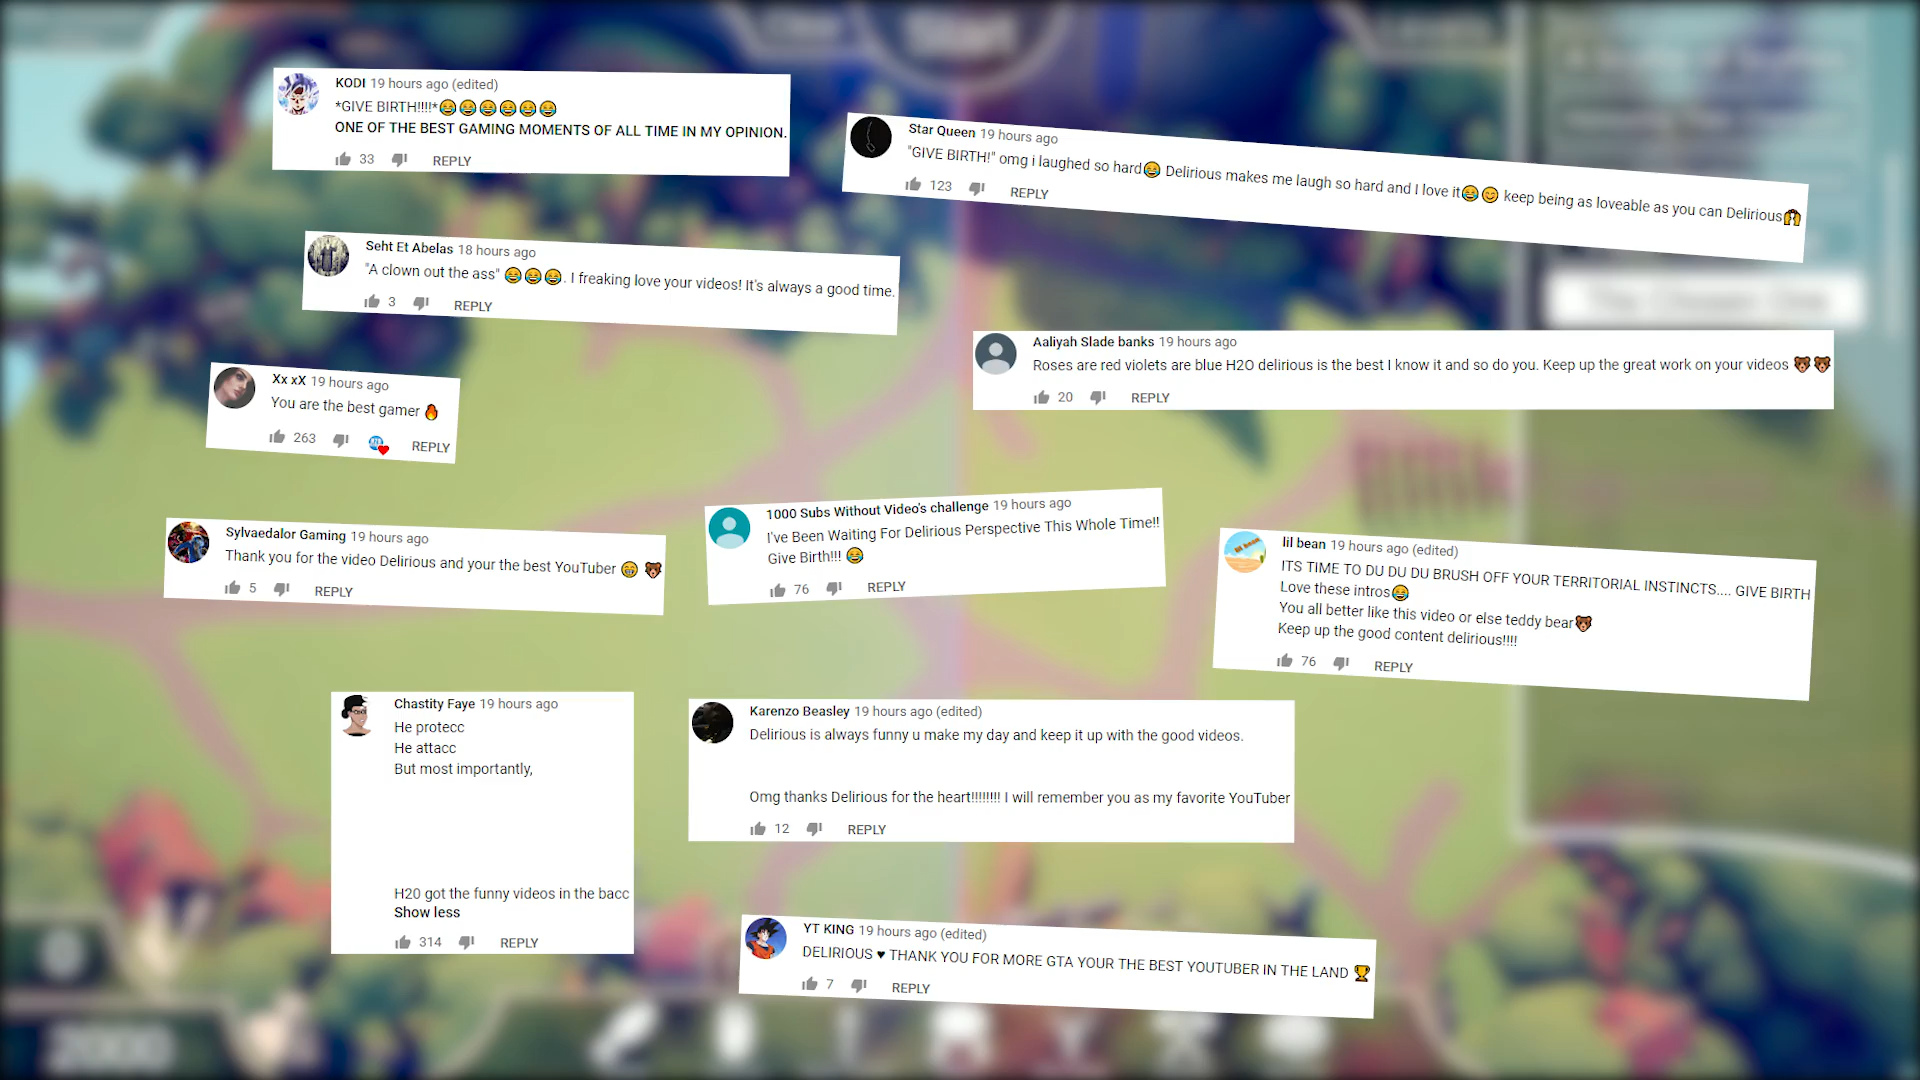 KODI 19 hours ago (edited)
*GIVE BIRTH!!!!*😂😂😂😂😂😂
ONE OF THE BEST GAMING MOMENTS OF ALL TIME IN MY OPINION.
33 REPLY
Star Queen 19 hours ago
"GIVE BIRTH!" omg i laughed so hard😂 Delirious makes me laugh so hard and I love it😂😊 keep being as loveable as you can Delirious👰
123 REPLY
Seht Et Abelas 18 hours ago
"A clown out the ass" 😂😂😂. I freaking love your videos! It's always a good time.
3 REPLY
Aaliyah Slade banks 19 hours ago
Roses are red violets are blue H2O delirious is the best I know it and so do you. Keep up the great work on your videos 🐻🐻
20 REPLY
Xx xX 19 hours ago
You are the best gamer 🔥
263 REPLY
Sylvaedalor Gaming 19 hours ago
Thank you for the video Delirious and your the best YouTuber 😁 🐻
5 REPLY
1000 Subs Without Video's challenge 19 hours ago
I've Been Waiting For Delirious Perspective This Whole Time!!
Give Birth!!! 😂
76 REPLY
lil bean 19 hours ago (edited)
ITS TIME TO DU DU DU BRUSH OFF YOUR TERRITORIAL INSTINCTS.... GIVE BIRTH
Love these intros😂
You all better like this video or else teddy bear🐻
Keep up the good content delirious!!!!
76 REPLY
Chastity Faye 19 hours ago
He protecc
He attacc
But most importantly,
H20 got the funny videos in the bacc
Show less
314 REPLY
Karenzo Beasley 19 hours ago (edited)
Delirious is always funny u make my day and keep it up with the good videos.
Omg thanks Delirious for the heart!!!!!!!! I will remember you as my favorite YouTuber
12 REPLY
YT KING 19 hours ago (edited)
DELIRIOUS ♥ THANK YOU FOR MORE GTA YOUR THE BEST YOUTUBER IN THE LAND 🏆
7 REPLY
Start
The Chosen One
2000